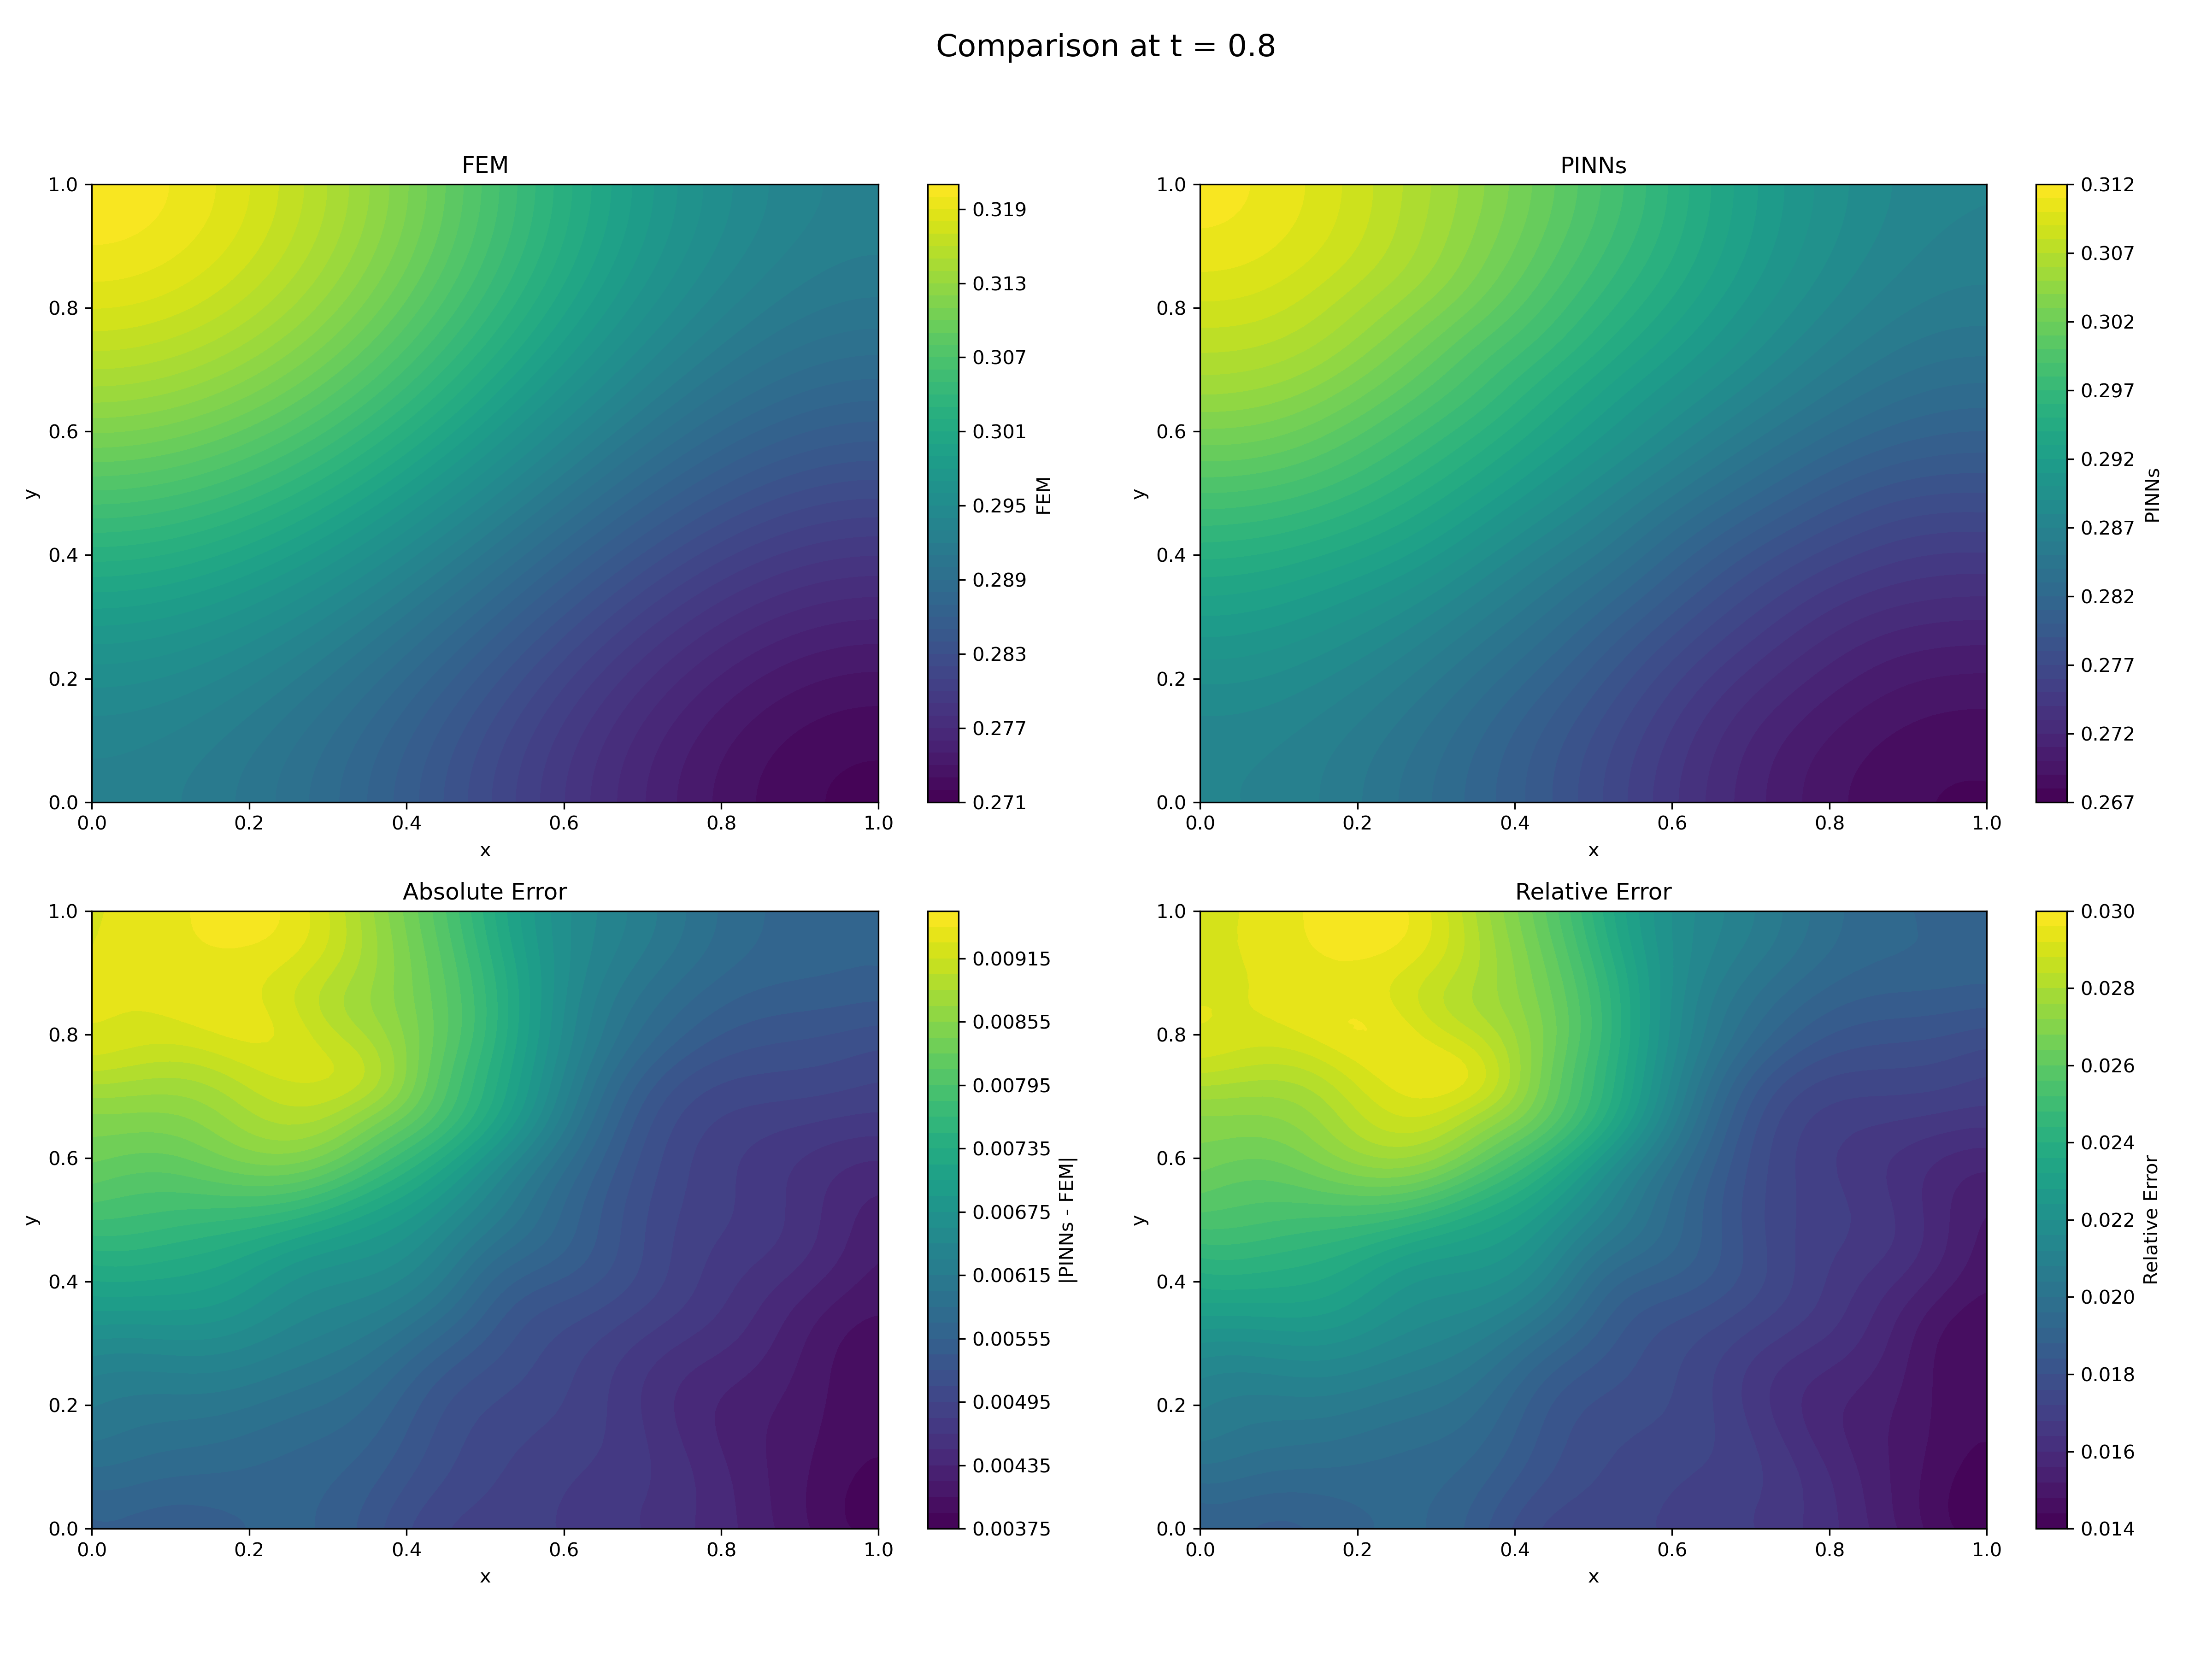 Comparison at t = 0.8
FEM
1.0
0.8
0.6
0.4
0.2
0.0
y
0.0 0.2 0.4 0.6 0.8 1.0
x
0.319
0.313
0.307
0.301
0.295
0.289
0.283
0.277
0.271
FEM
PINNs
1.0
0.8
0.6
0.4
0.2
0.0
y
0.0 0.2 0.4 0.6 0.8 1.0
x
0.312
0.307
0.302
0.297
0.292
0.287
0.282
0.277
0.272
0.267
PINNs
Absolute Error
1.0
0.8
0.6
0.4
0.2
0.0
y
0.0 0.2 0.4 0.6 0.8 1.0
x
0.00915
0.00855
0.00795
0.00735
0.00675
0.00615
0.00555
0.00495
0.00435
0.00375
|PINNs - FEM|
Relative Error
1.0
0.8
0.6
0.4
0.2
0.0
y
0.0 0.2 0.4 0.6 0.8 1.0
x
0.030
0.028
0.026
0.024
0.022
0.020
0.018
0.016
0.014
Relative Error